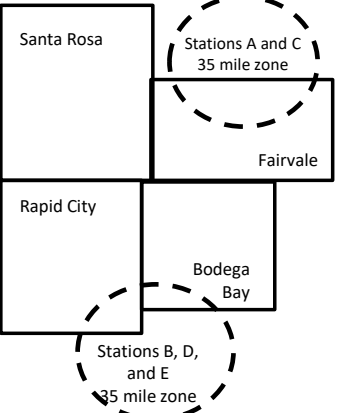 Santa Rosa
Stations A and C
35 mile zone
Fairvale
Rapid City
Bodega
Bay
Stations B, D,
and E
35 mile zone